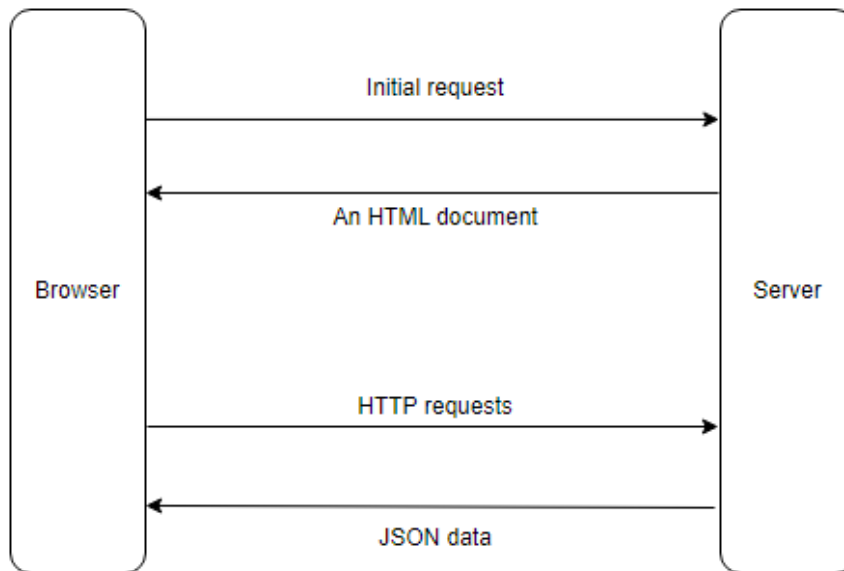 Initial request
An HTML document
Browser
Server
HTTP requests
JSON data